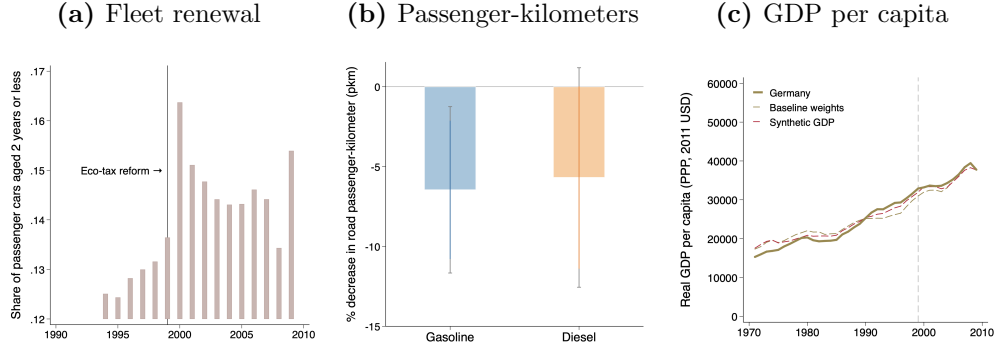 (a) Fleet renewal
Share of passenger cars aged 2 years or less
.17
.16
.15
.14
.13
.12
Eco-tax reform →
1990
1995
2000
2005
2010
(b) Passenger-kilometers
% decrease in road passenger-kilometer (pkm)
0
-5
-10
-15
Gasoline
Diesel
(c) GDP per capita
Real GDP per capita (PPP, 2011 USD)
60000
50000
40000
30000
20000
10000
0
Germany
Baseline weights
Synthetic GDP
1970
1980
1990
2000
2010